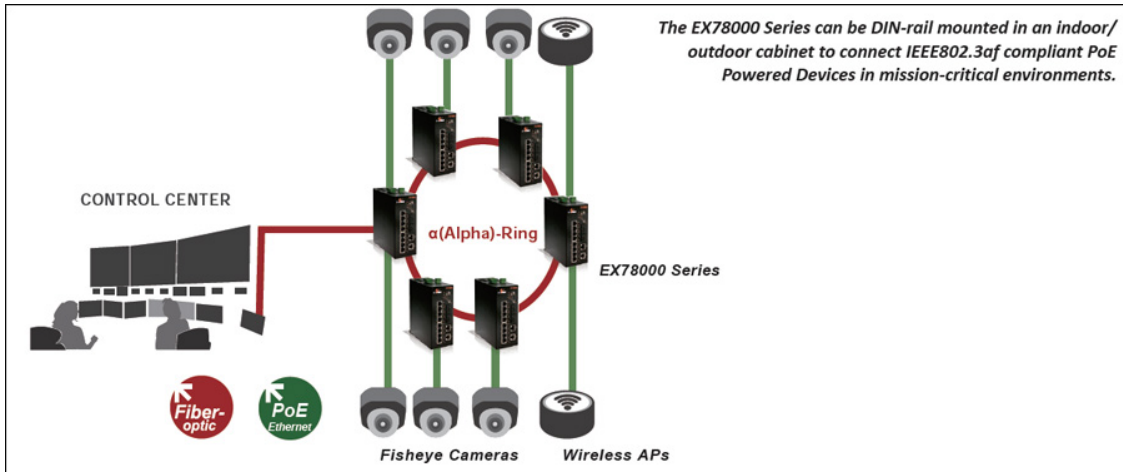 The EX78000 Series can be DIN-rail mounted in an indoor/
outdoor cabinet to connect IEEE802.3af compliant PoE
Powered Devices in mission-critical environments.
CONTROL CENTER
α(Alpha)-Ring
EX78000 Series
Fiber-
optic
PoE
Ethernet
Fisheye Cameras
Wireless APs